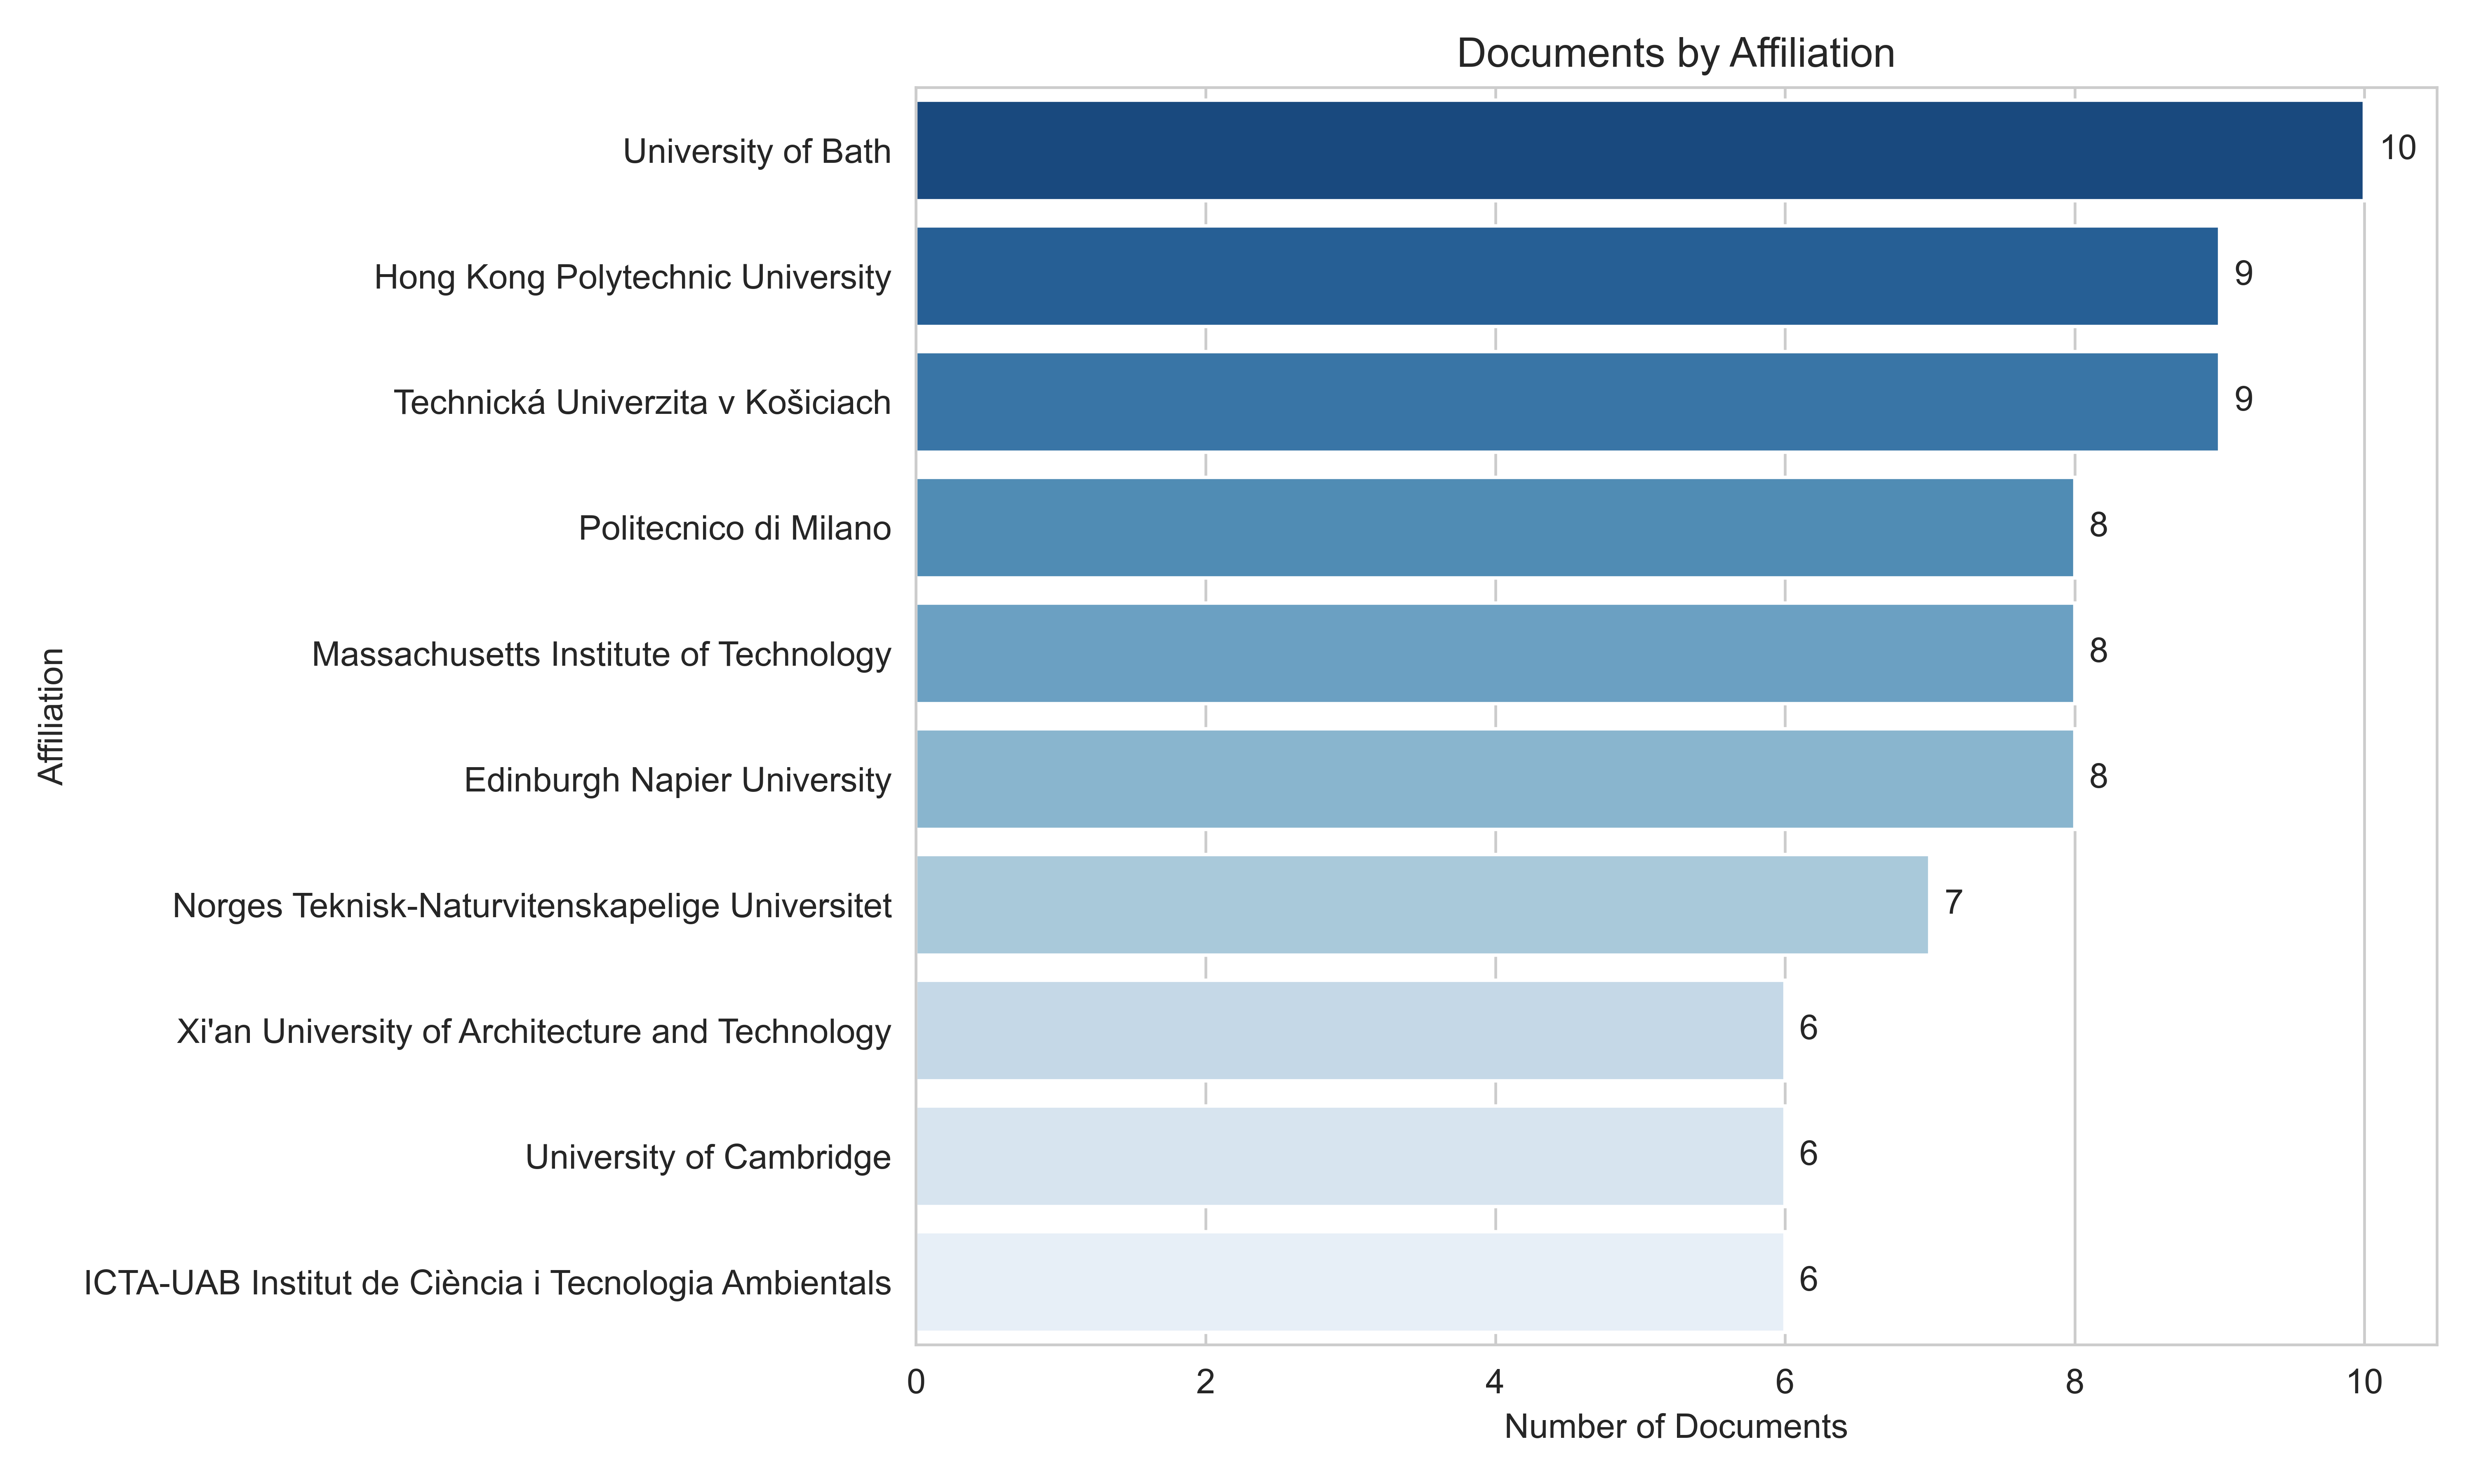 Documents by Affiliation
Affiliation
University of Bath 10
Hong Kong Polytechnic University 9
Technická Univerzita v Košiciach 9
Politecnico di Milano 8
Massachusetts Institute of Technology 8
Edinburgh Napier University 8
Norges Teknisk-Naturvitenskapelige Universitet 7
Xi'an University of Architecture and Technology 6
University of Cambridge 6
ICTA-UAB Institut de Ciència i Tecnologia Ambientals 6
0 2 4 6 8 10
Number of Documents